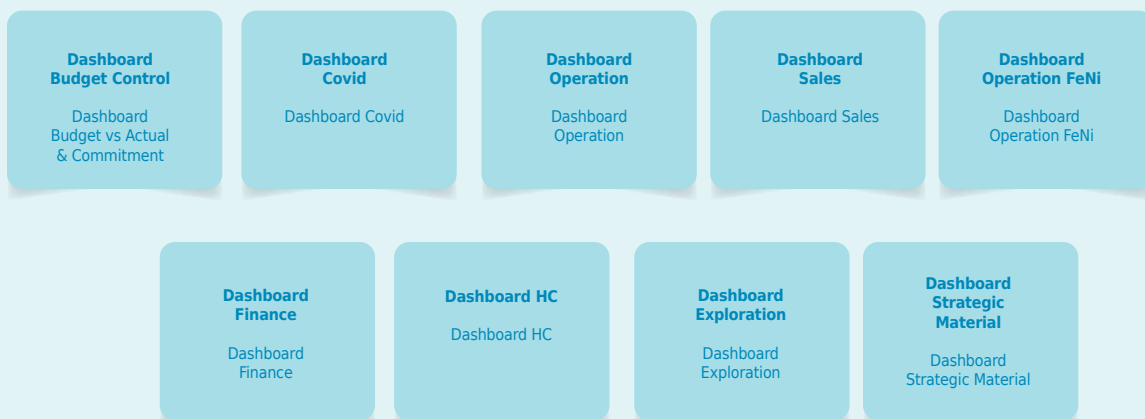 Dashboard
Budget Control
Dashboard
Budget vs Actual
& Commitment
Dashboard
Covid
Dashboard Covid
Dashboard
Operation
Dashboard
Operation
Dashboard
Sales
Dashboard Sales
Dashboard
Operation FeNi
Dashboard
Operation FeNi
Dashboard
Finance
Dashboard
Finance
Dashboard HC
Dashboard HC
Dashboard
Exploration
Dashboard
Exploration
Dashboard
Strategic
Material
Dashboard
Strategic Material